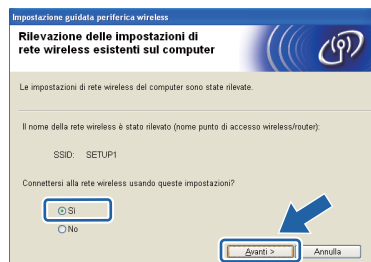 Impostazione guidata periferica wireless
Rilevazione delle impostazioni di
rete wireless esistenti sul computer
Le impostazioni di rete wireless del computer sono state rilevate.
Il nome della rete wireless è stato rilevato (nome punto di accesso wireless/router):
SSID: SETUP1
Connettersi alla rete wireless usando queste impostazioni?
Sì
No
Avanti >
Annulla